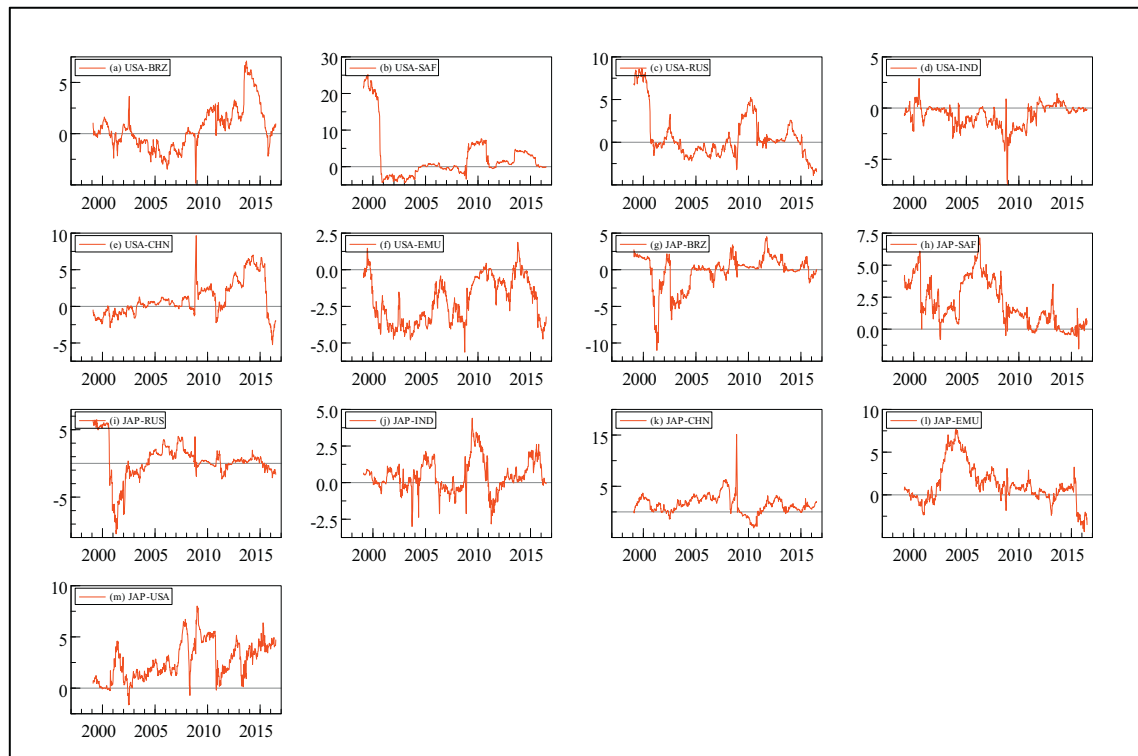 (a) USA-BRZ
5
0
2000 2005 2010 2015
(b) USA-SAF
30
20
10
0
2000 2005 2010 2015
(c) USA-RUS
10
5
0
2000 2005 2010 2015
(d) USA-IND
5
0
-5
2000 2005 2010 2015
(e) USA-CHN
10
5
0
-5
2000 2005 2010 2015
(f) USA-EMU
2.5
0.0
-2.5
-5.0
2000 2005 2010 2015
(g) JAP-BRZ
5
0
-5
-10
2000 2005 2010 2015
(h) JAP-SAF
7.5
5.0
2.5
0.0
2000 2005 2010 2015
(i) JAP-RUS
5
-5
2000 2005 2010 2015
(j) JAP-IND
5.0
2.5
0.0
-2.5
2000 2005 2010 2015
(k) JAP-CHN
15
5
2000 2005 2010 2015
(l) JAP-EMU
10
5
0
2000 2005 2010 2015
(m) JAP-USA
10
5
0
2000 2005 2010 2015